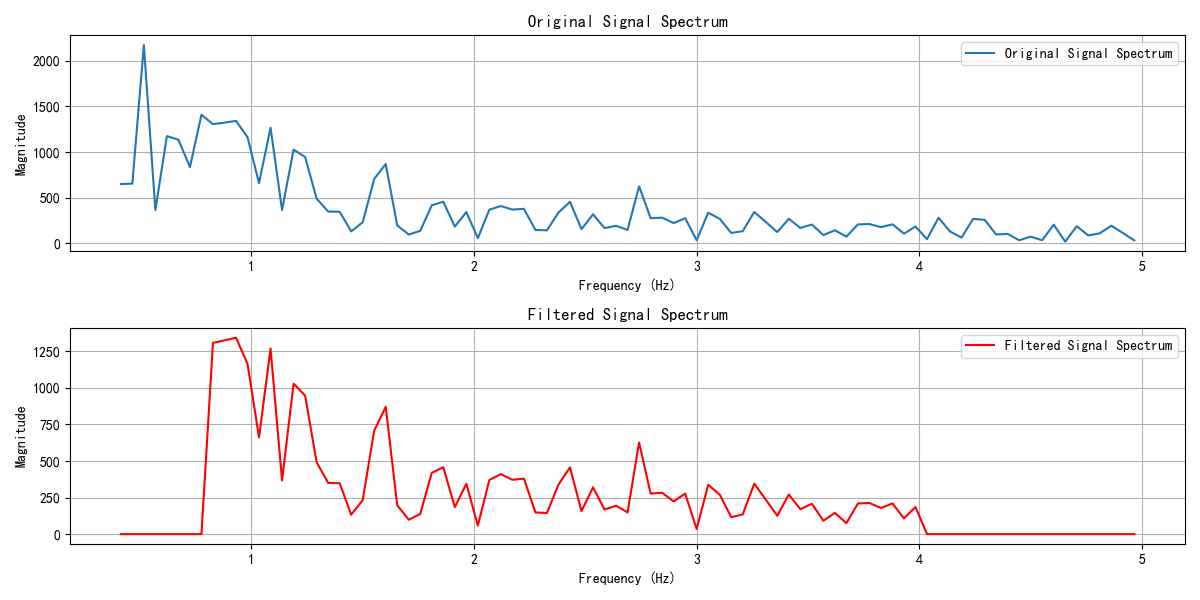 Original Signal Spectrum
Original Signal Spectrum
Magnitude
2000
1500
1000
500
0
1 2 3 4 5
Frequency (Hz)
Filtered Signal Spectrum
Filtered Signal Spectrum
Magnitude
1250
1000
750
500
250
0
1 2 3 4 5
Frequency (Hz)